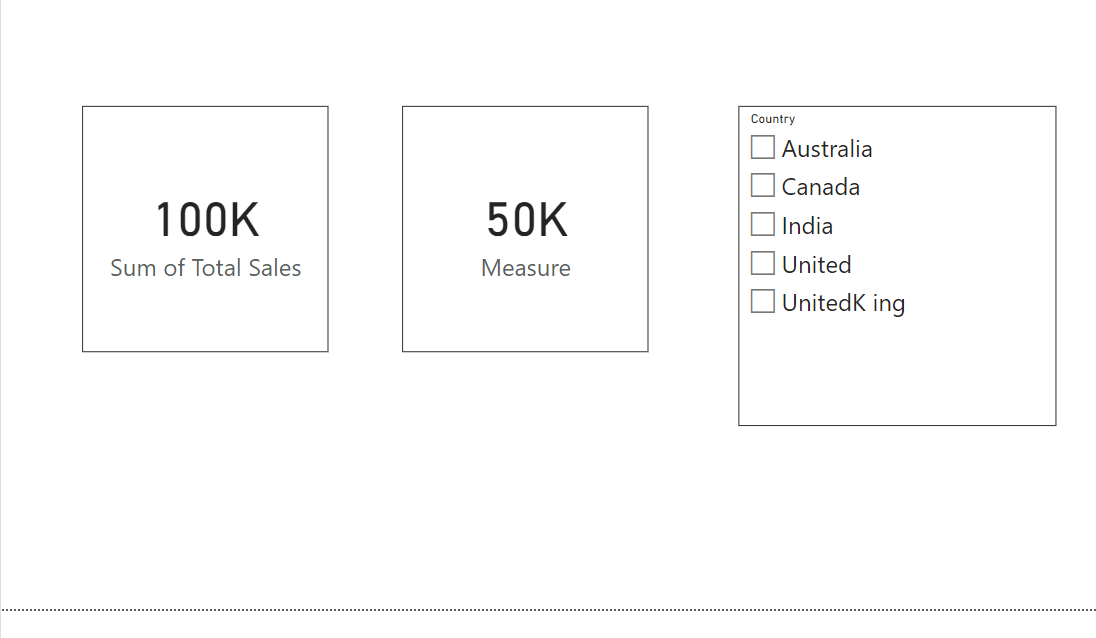 100K
Sum of Total Sales
50K
Measure
Country
Australia
Canada
India
United
UnitedK ing